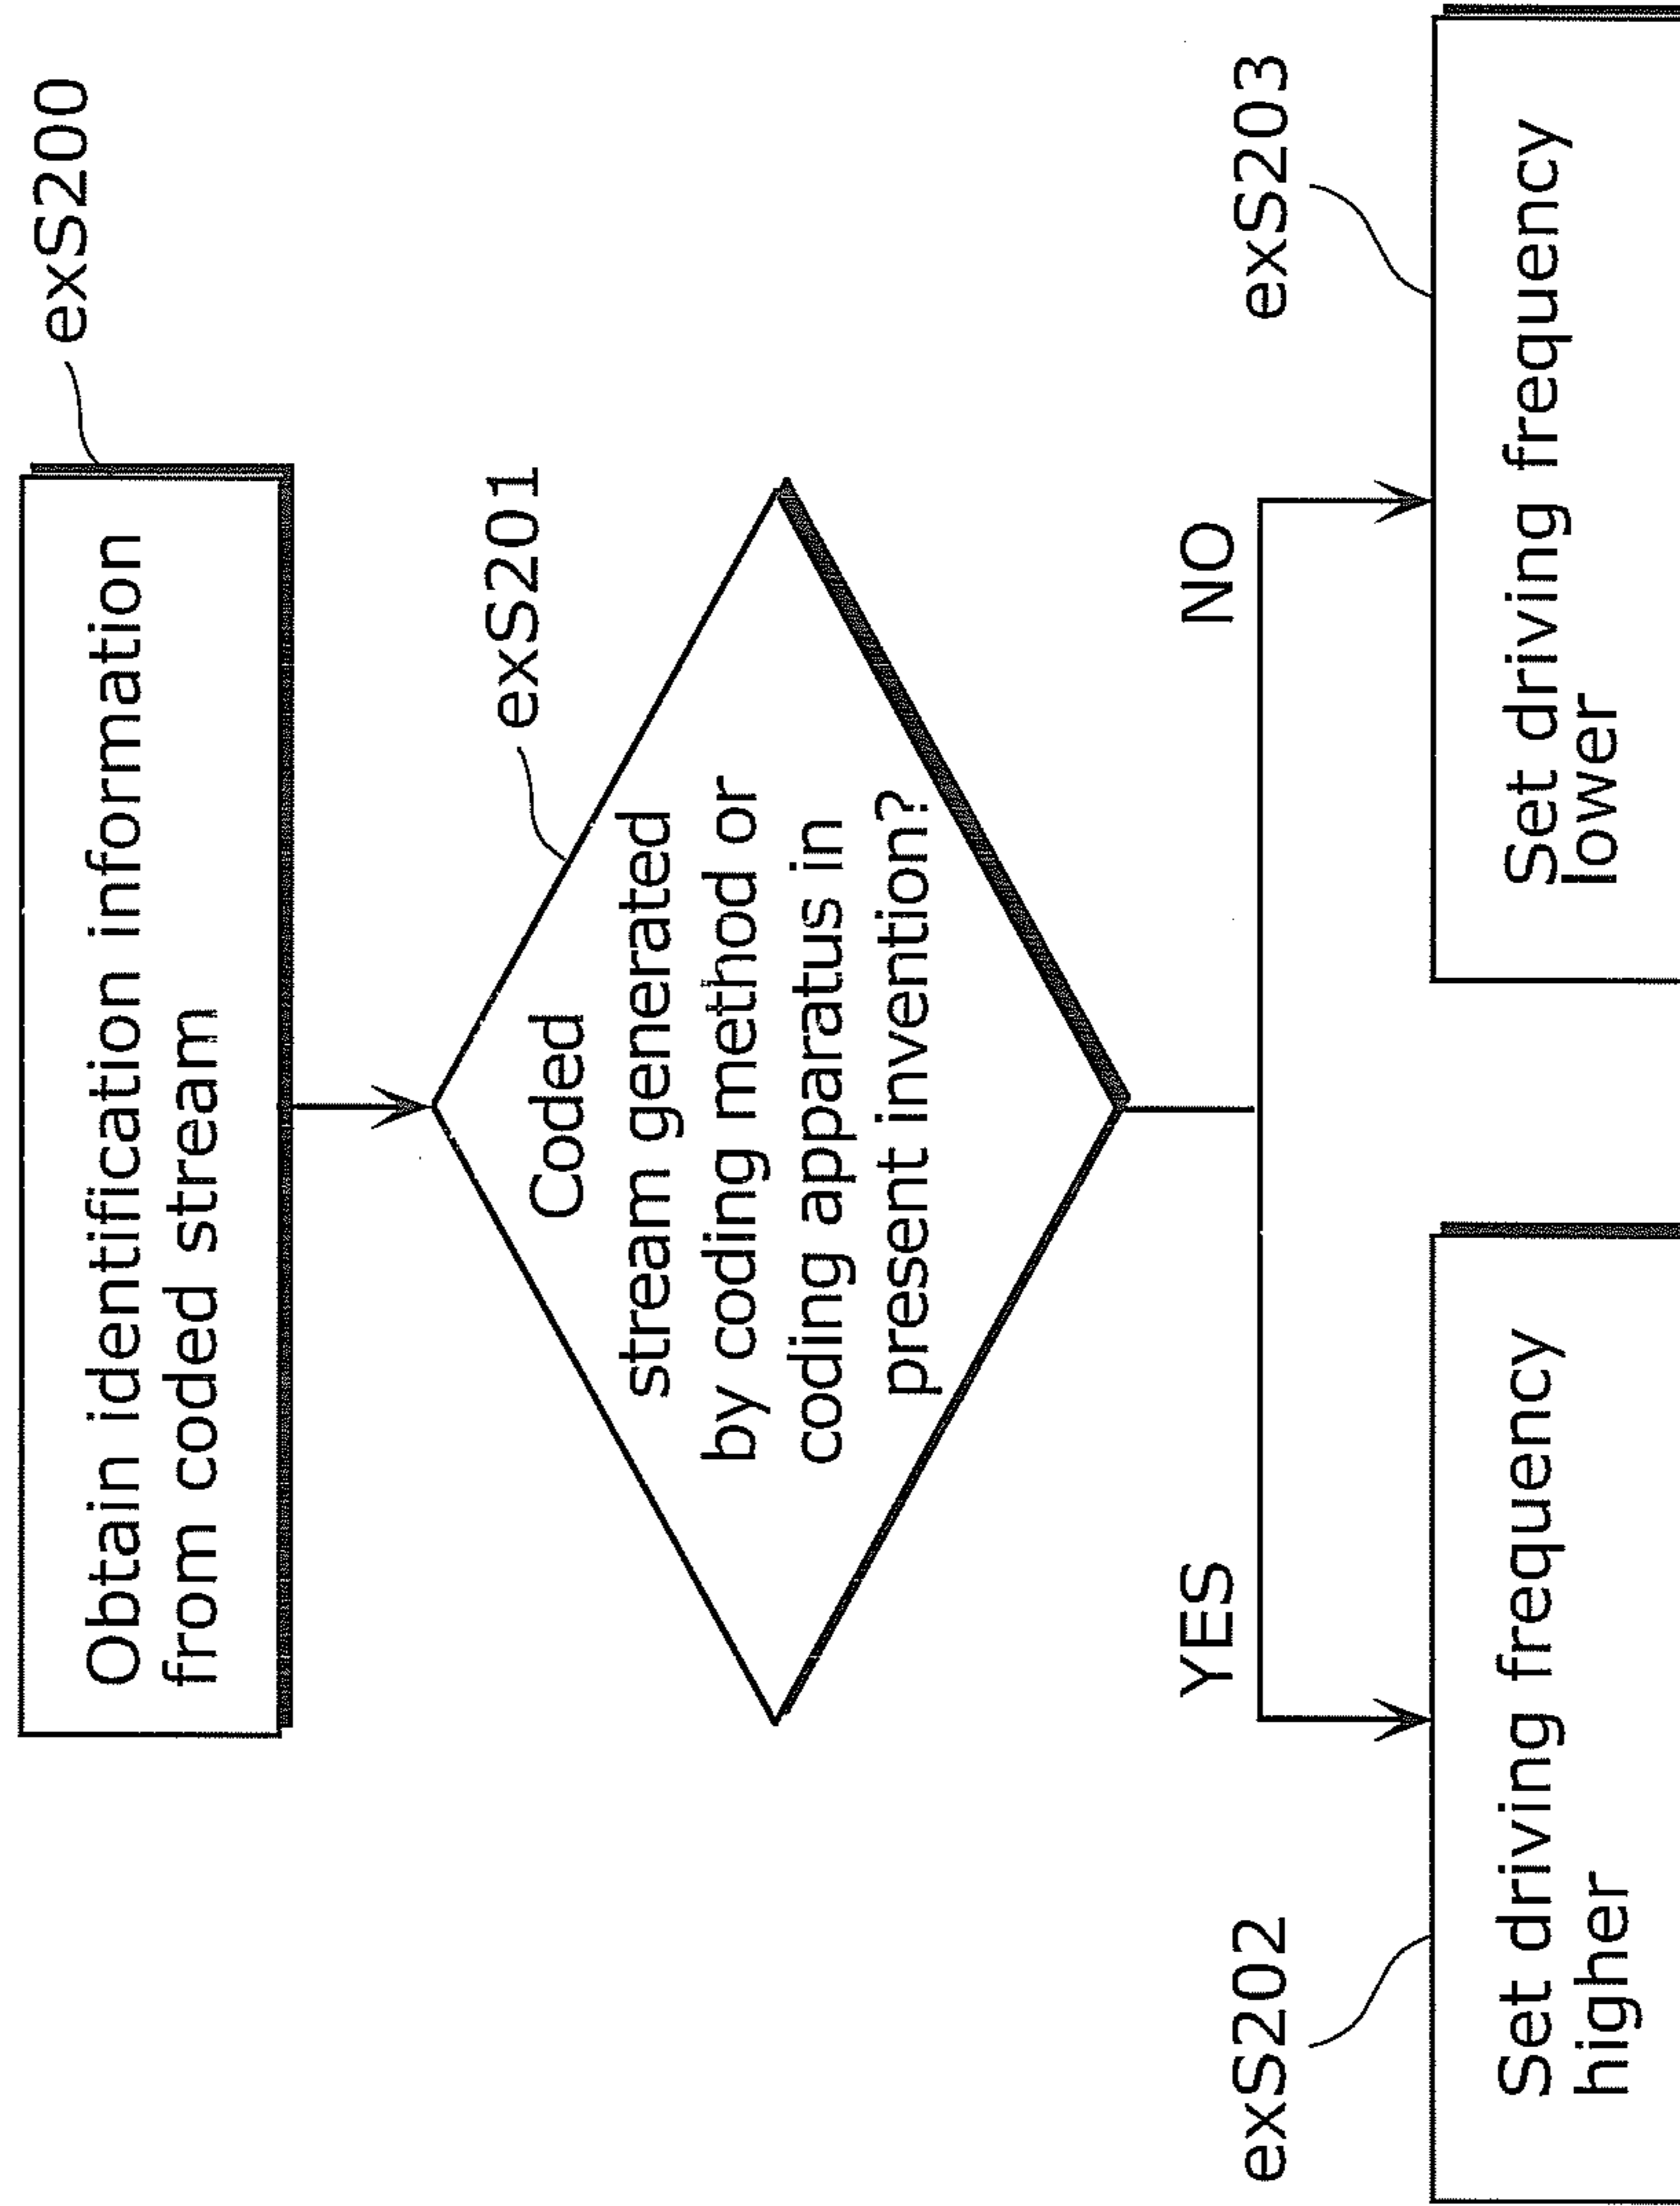 exS200
Obtain identification information
from coded stream
exS201
Coded
stream generated
by coding method or
coding apparatus in
present invention?
YES
NO
exS202
exS203
Set driving frequency
higher
Set driving frequency
lower